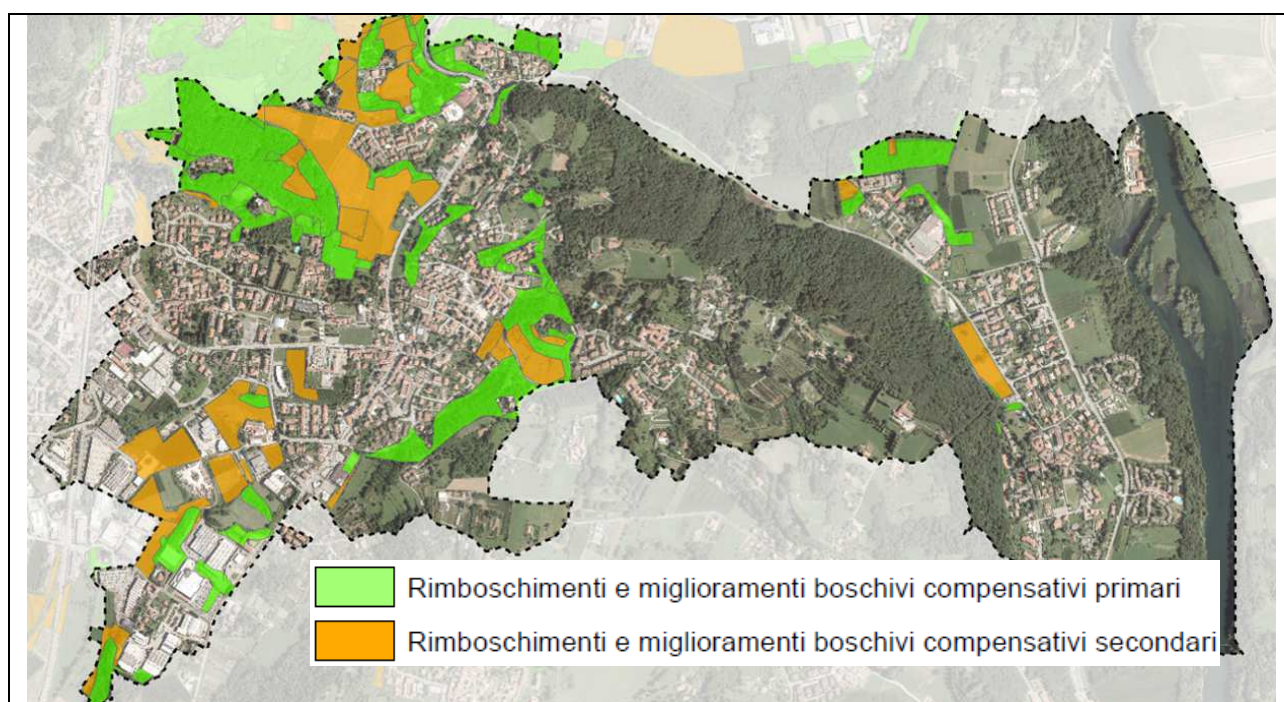 Rimboschimenti e miglioramenti boschivi compensativi primari
Rimboschimenti e miglioramenti boschivi compensativi secondari